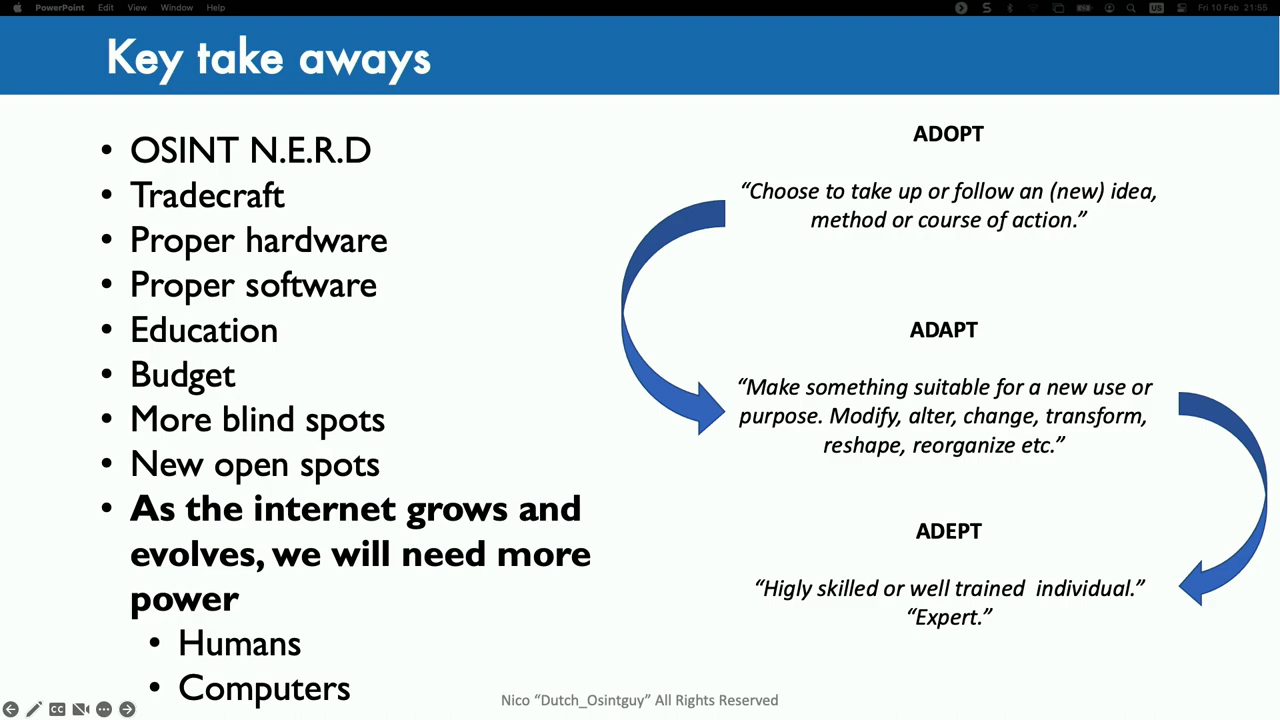 PowerPoint Edit View Window Help
US Fri 10 Feb 21:55
Key take aways
• OSINT N.E.R.D
• Tradecraft
• Proper hardware
• Proper software
• Education
• Budget
• More blind spots
• New open spots
• As the internet grows and
evolves, we will need more
power
• Humans
• Computers
ADOPT
“Choose to take up or follow an (new) idea,
method or course of action.”
ADAPT
“Make something suitable for a new use or
purpose. Modify, alter, change, transform,
reshape, reorganize etc.”
ADEPT
“Higly skilled or well trained individual.”
“Expert.”
CC
Nico “Dutch_Osintguy” All Rights Reserved